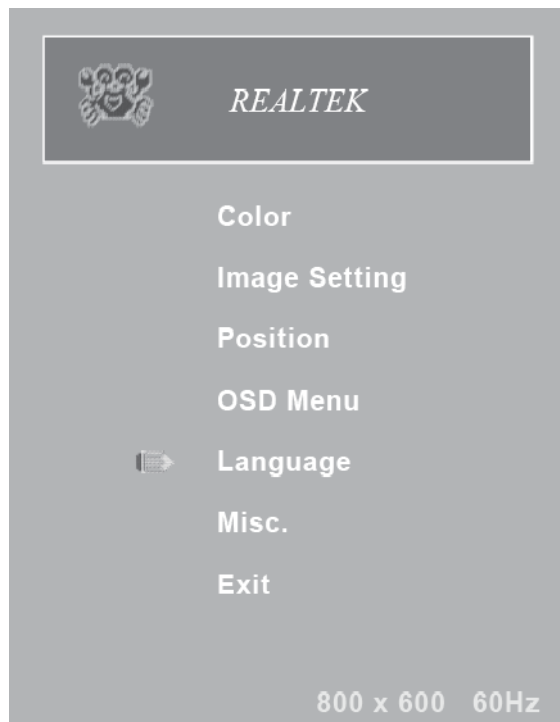 REALTEK
Color
Image Setting
Position
OSD Menu
Language
Misc.
Exit
800 x 600 60Hz